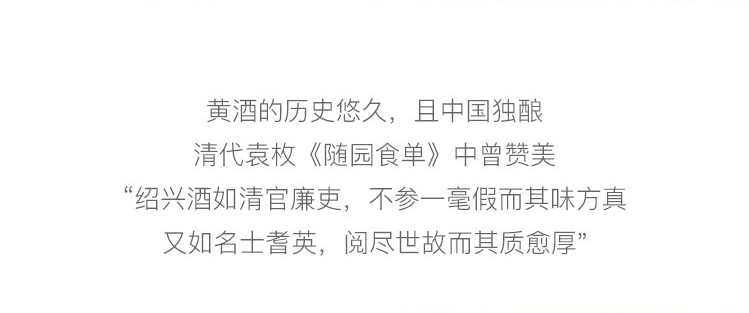 黄酒的历史悠久，且中国独酿
清代袁枚《随园食单》中曾赞美
“绍兴酒如清官廉吏，不参一毫假而其味方真
又如名士耆英，阅尽世故而其质愈厚”